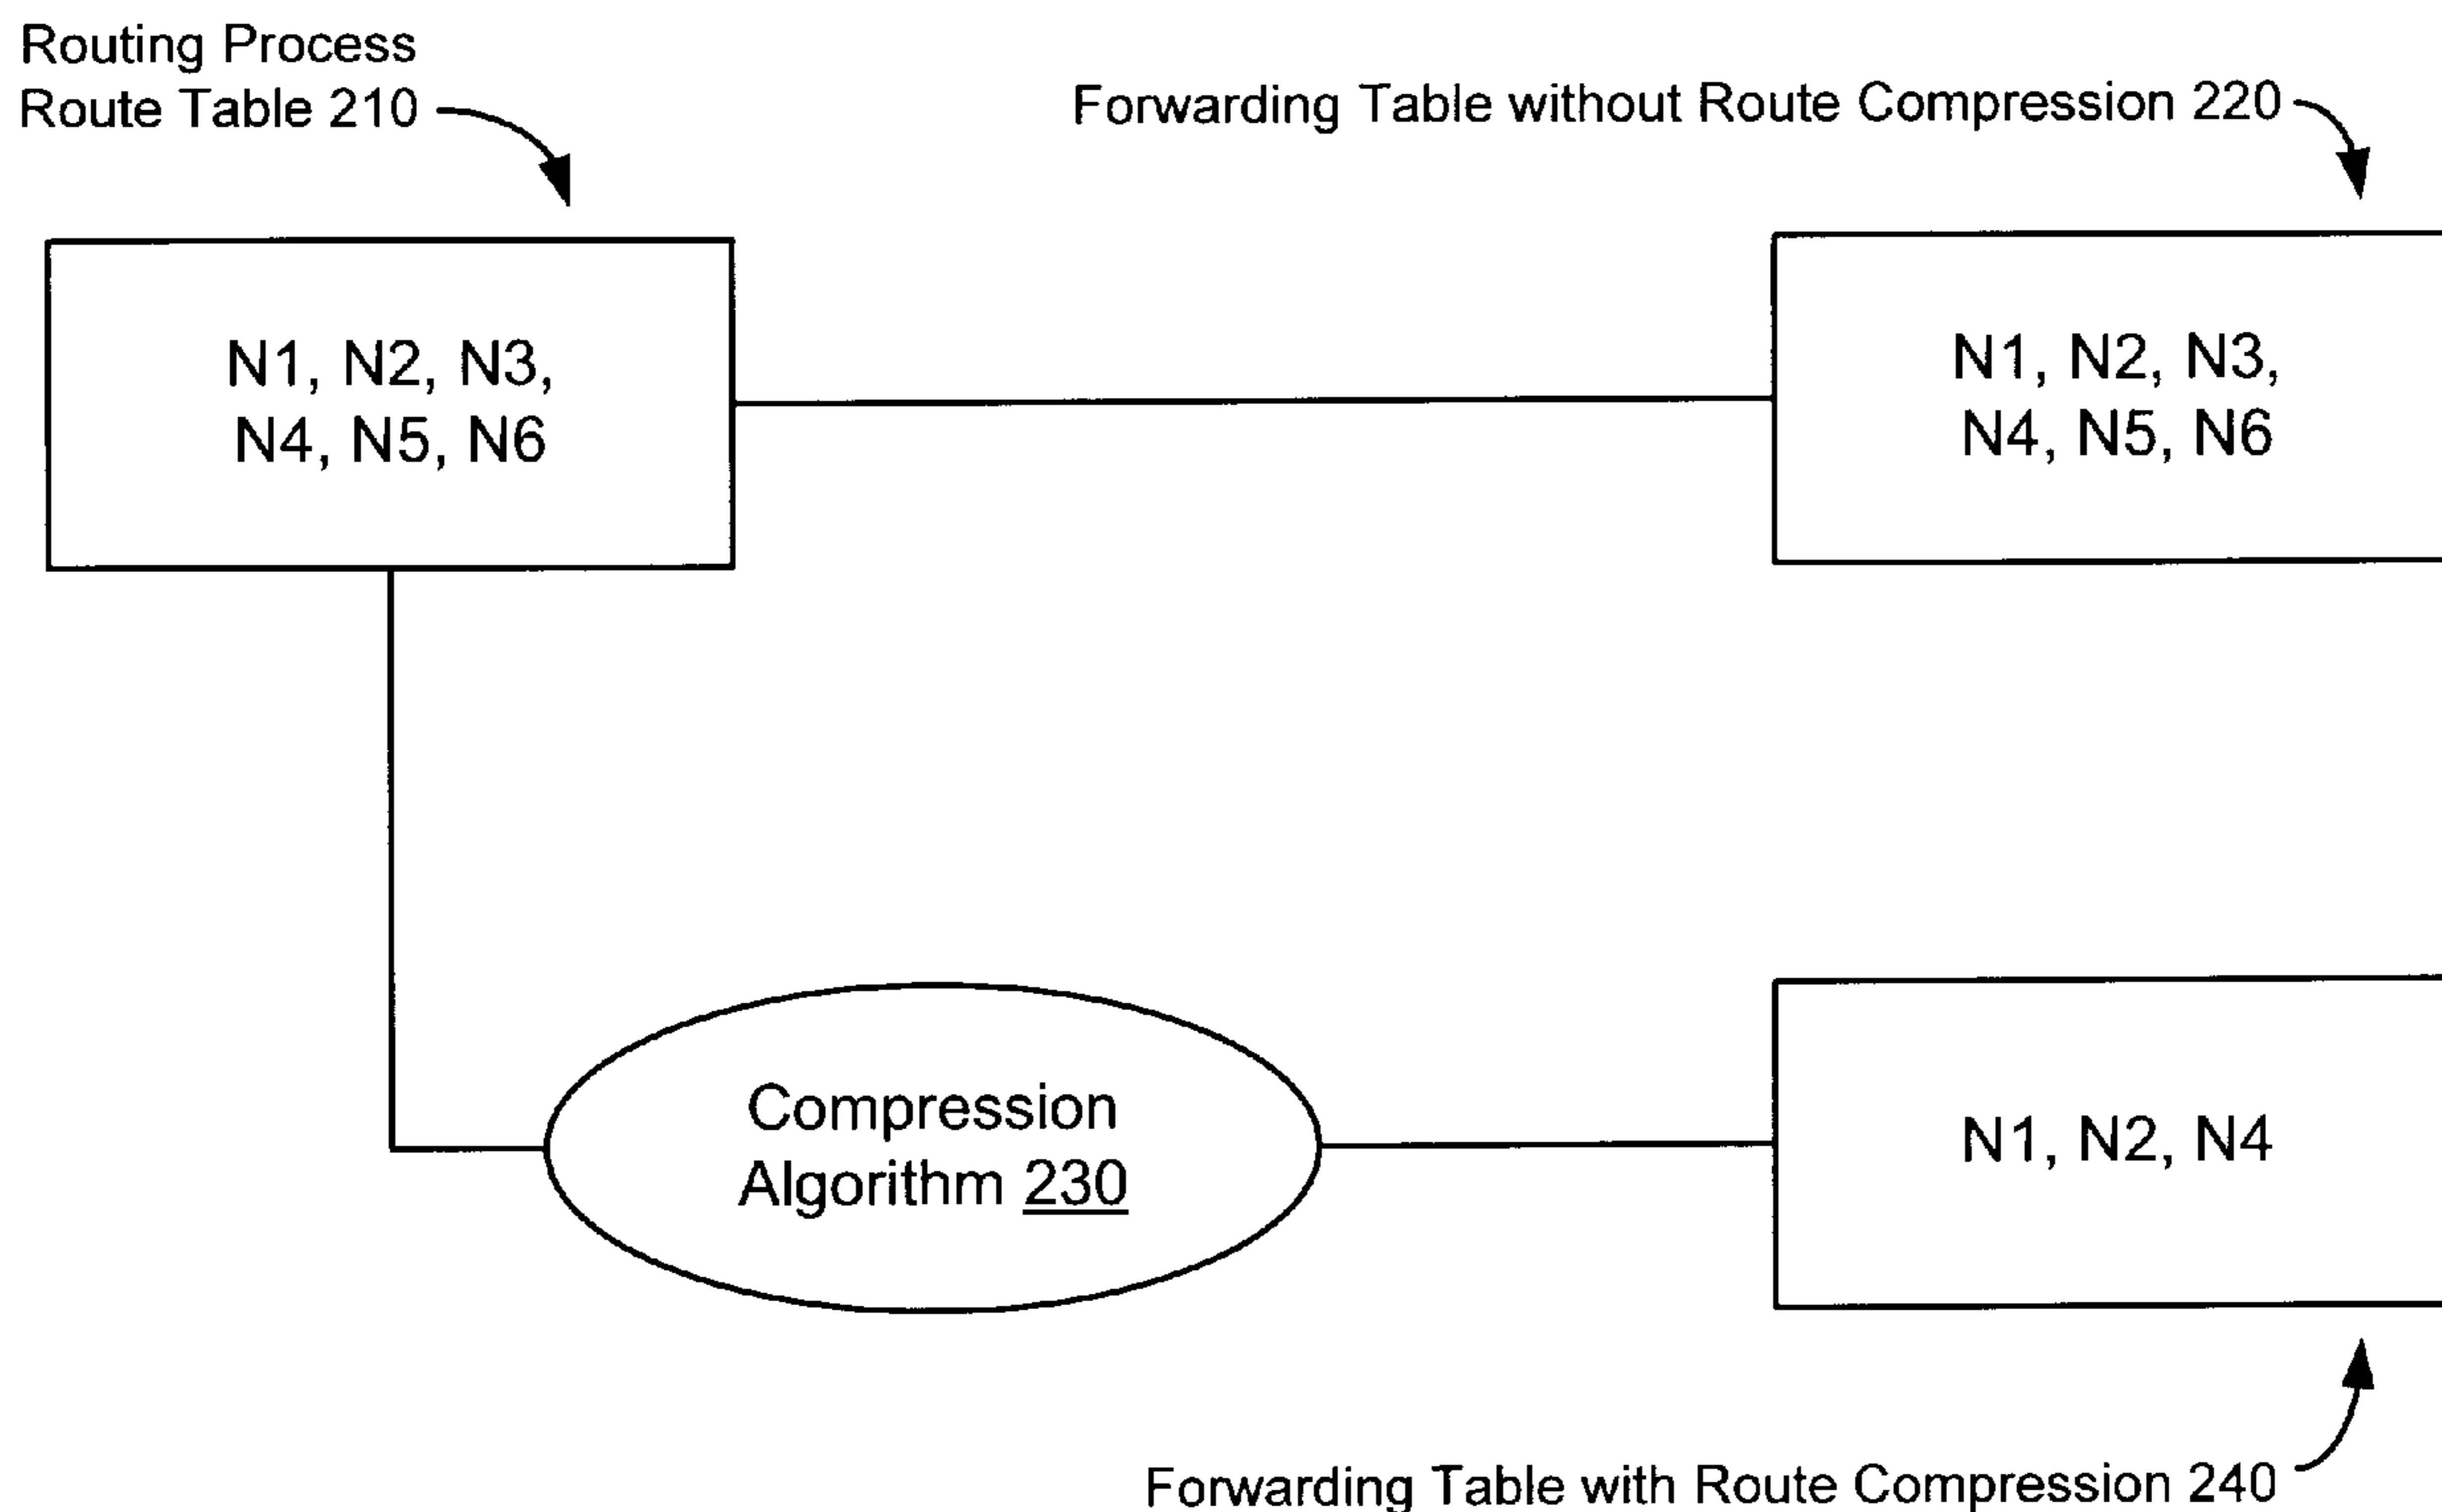 Routing Process
Route Table 210
Forwarding Table without Route Compression 220
N1, N2, N3,
N4, N5, N6
N1, N2, N3,
N4, N5, N6
Compression
Algorithm 230
N1, N2, N4
Forwarding Table with Route Compression 240